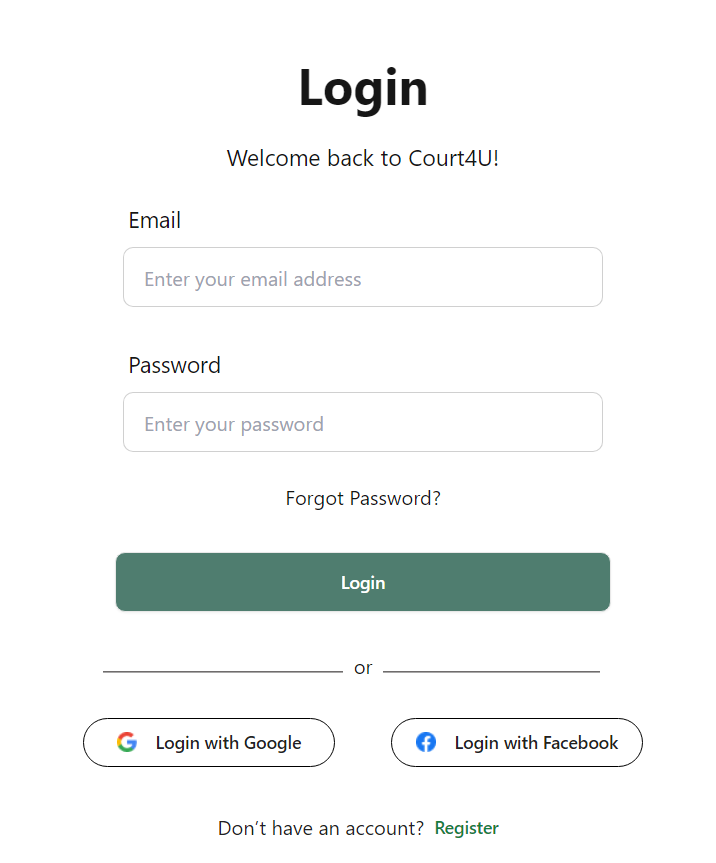 Login
Welcome back to Court4U!
Email
Enter your email address
Password
Enter your password
Forgot Password?
Login
or
Login with Google
Login with Facebook
Don’t have an account? Register